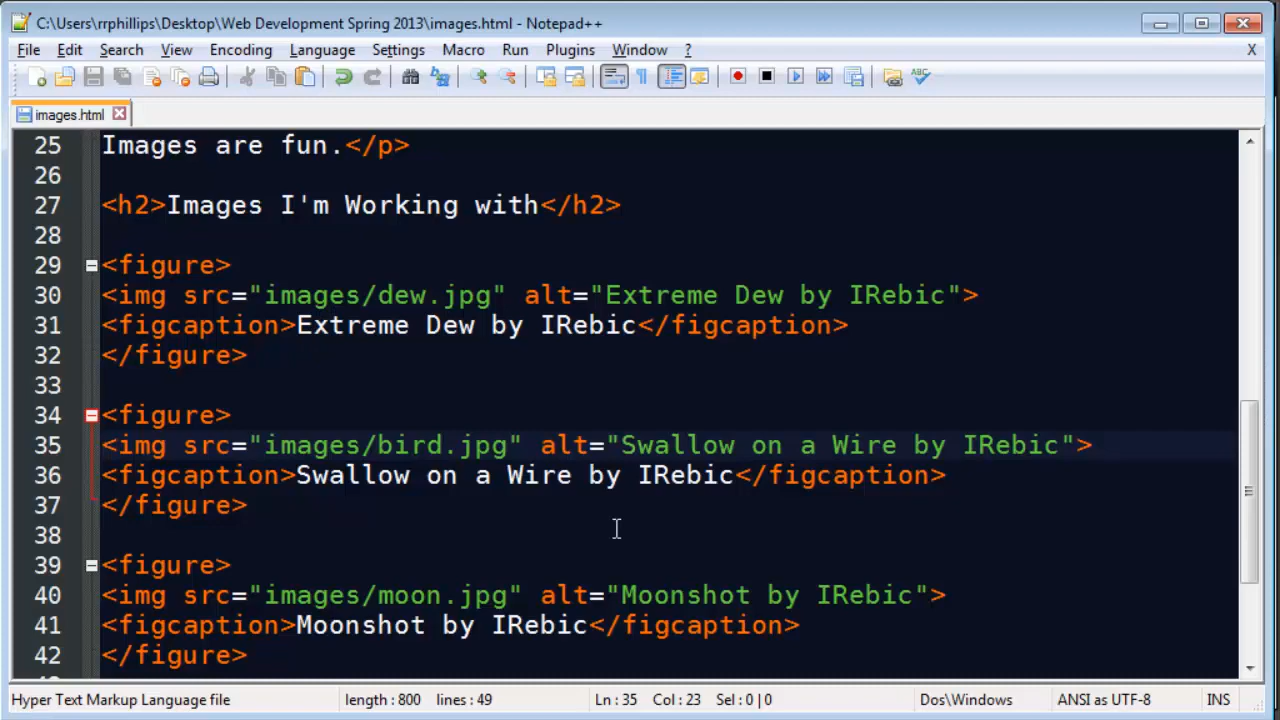 C:\Users\rrphillips\Desktop\Web Development Spring 2013\images.html - Notepad++
File Edit Search View Encoding Language Settings Macro Run Plugins Window ? X
images.html
25 Images are fun.</p>
26
27 <h2>Images I'm Working with</h2>
28
29 <figure>
30 <img src="images/dew.jpg" alt="Extreme Dew by IRebic">
31 <figcaption>Extreme Dew by IRebic</figcaption>
32 </figure>
33
34 <figure>
35 <img src="images/bird.jpg" alt="Swallow on a Wire by IRebic">
36 <figcaption>Swallow on a Wire by IRebic</figcaption>
37 </figure>
38
39 <figure>
40 <img src="images/moon.jpg" alt="Moonshot by IRebic">
41 <figcaption>Moonshot by IRebic</figcaption>
42 </figure>
Hyper Text Markup Language file length : 800 lines : 49 Ln : 35 Col : 23 Sel : 0 | 0 Dos\Windows ANSI as UTF-8 INS